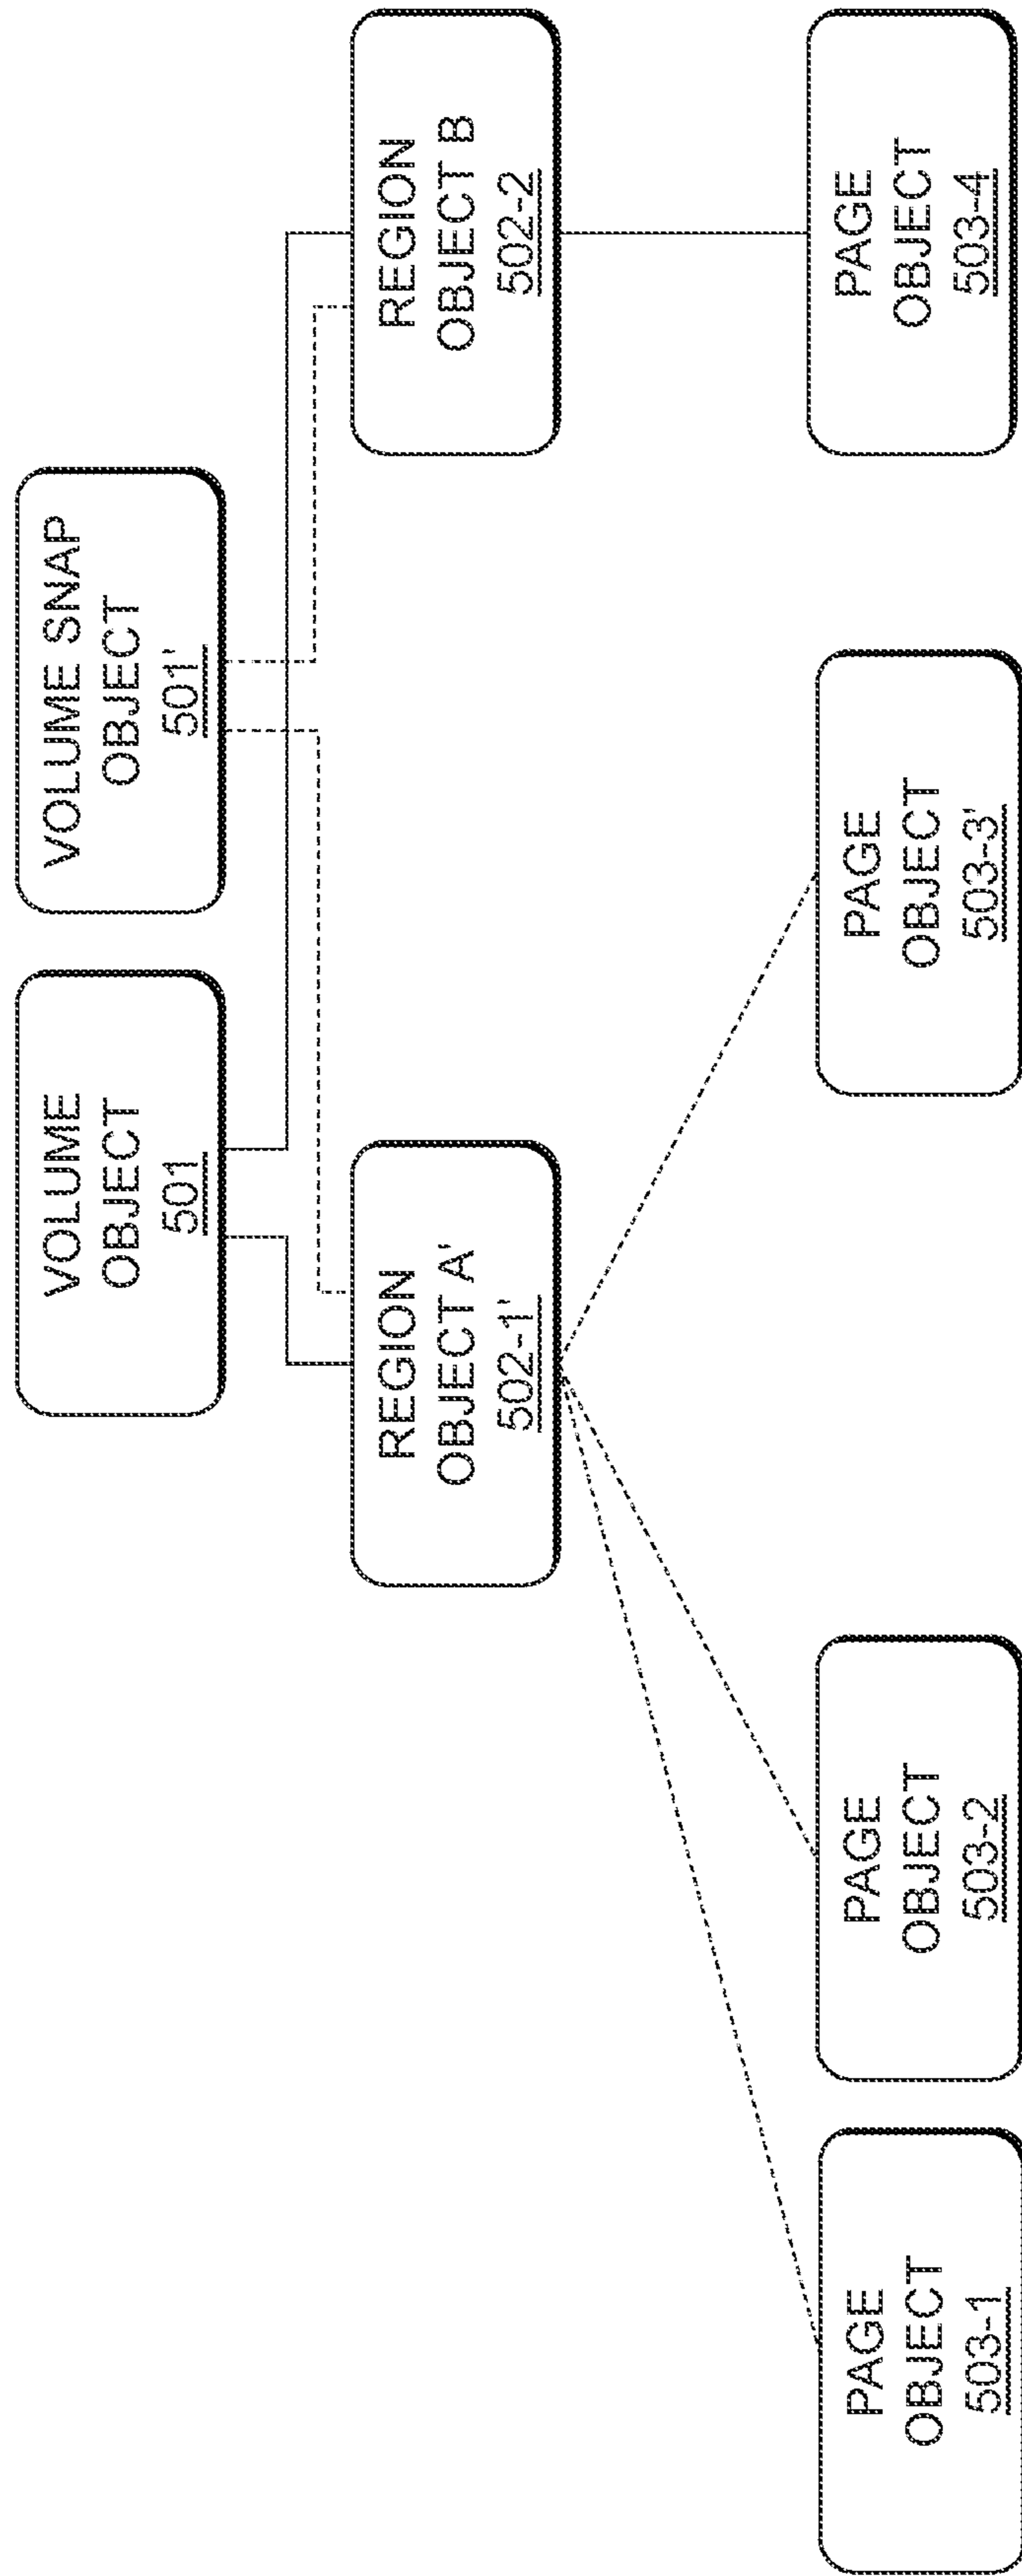 VOLUME
OBJECT
501
VOLUME SNAP
OBJECT
501'
REGION
OBJECT A'
502-1'
REGION
OBJECT B
502-2
PAGE
OBJECT
503-1
PAGE
OBJECT
503-2
PAGE
OBJECT
503-3'
PAGE
OBJECT
503-4